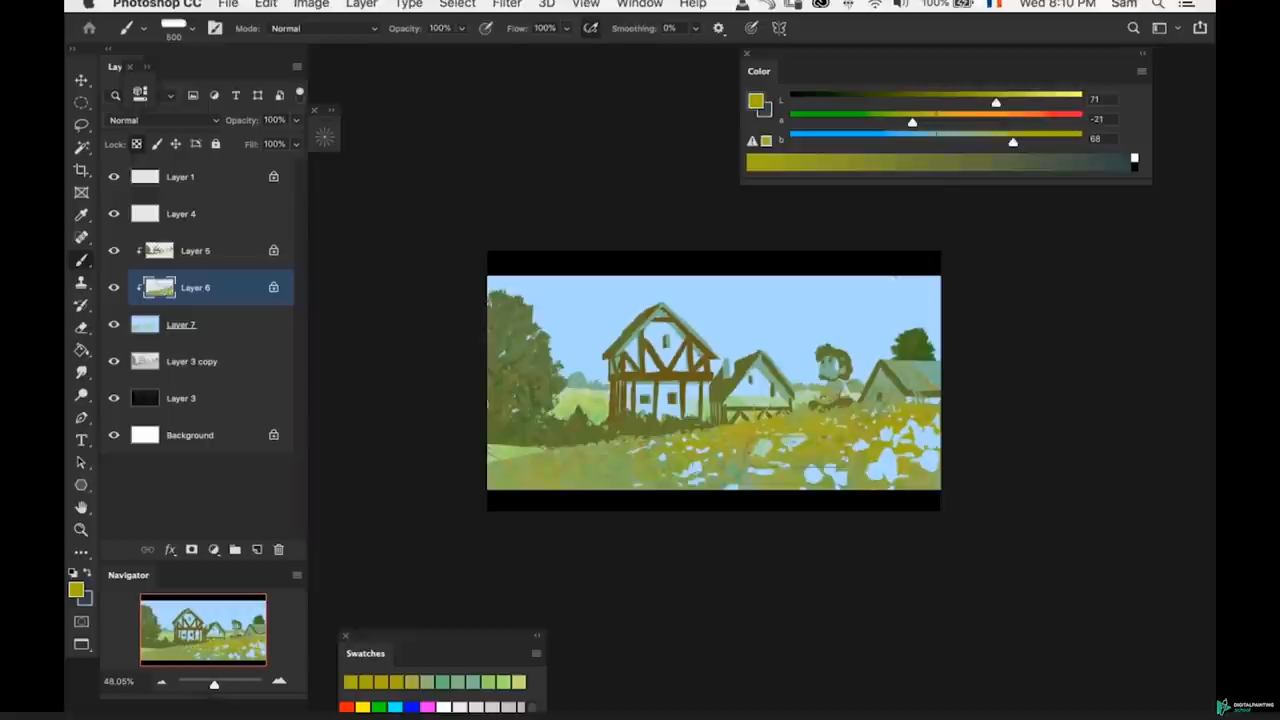 Photoshop CC File Edit Image Layer Type Select Filter 3D View Window Help 100% Wed 8:10 PM Sam
500 Mode: Normal Opacity: 100% Flow: 100% Smoothing: 0%
Lay
Normal Opacity: 100%
Lock: Fill: 100%
Layer 1
Layer 4
Layer 5
Layer 6
Layer 7
Layer 3 copy
Layer 3
Background
fx
Navigator
48.05%
Color
L 71
a -21
b 68
Swatches
DIGITALPAINTING
.school